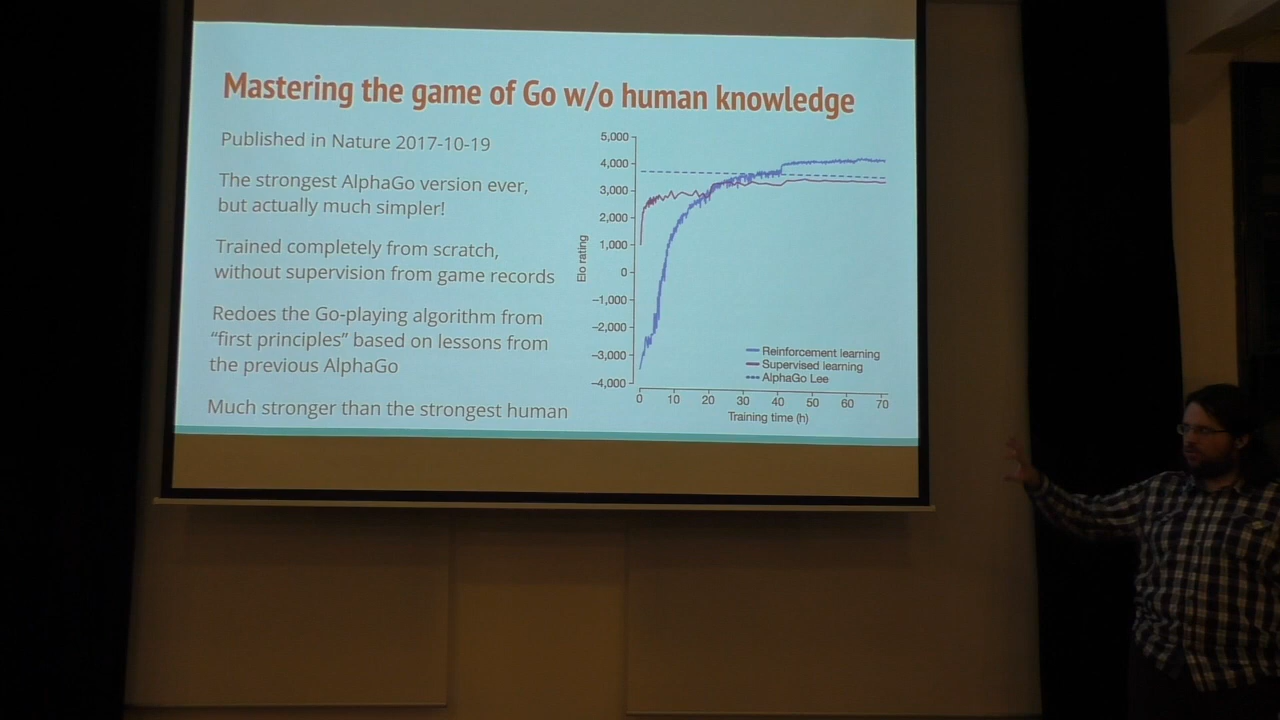 Mastering the game of Go w/o human knowledge
Published in Nature 2017-10-19
The strongest AlphaGo version ever,
but actually much simpler!
Trained completely from scratch,
without supervision from game records
Redoes the Go-playing algorithm from
“first principles” based on lessons from
the previous AlphaGo
Much stronger than the strongest human
5,000
4,000
3,000
2,000
1,000
0
–1,000
–2,000
–3,000
–4,000
Elo rating
Reinforcement learning
Supervised learning
AlphaGo Lee
0 10 20 30 40 50 60 70
Training time (h)